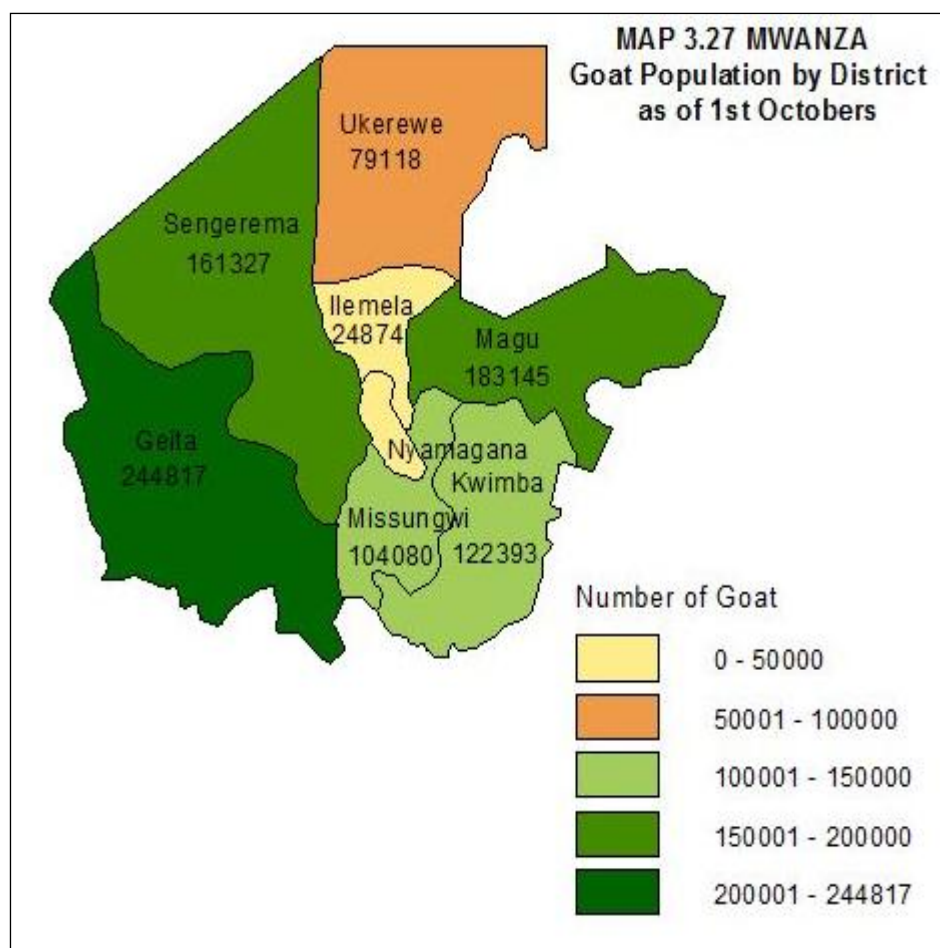 MAP 3.27 MWANZA
Goat Population by District
as of 1st Octobers
Ukerewe
79118
Sengerema
161327
Ilemela
24874
Magu
183145
Geita
244817
Nyamagana
Kwimba
122393
Missungwi
104080
Number of Goat
0 - 50000
50001 - 100000
100001 - 150000
150001 - 200000
200001 - 244817